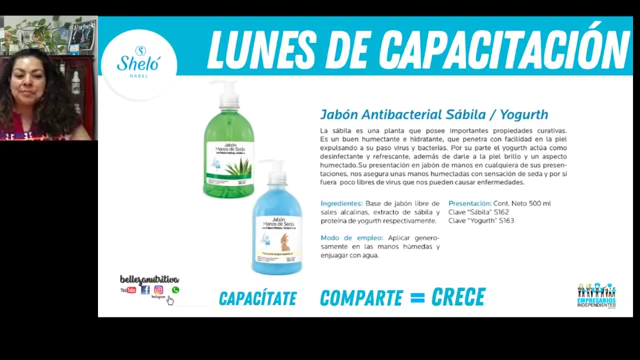 Sheló
NABEL
LUNES DE CAPACITACIÓN
Jabón Antibacterial Sábila / Yogurth
La sábila es una planta que posee importantes propiedades curativas.
Es un buen humectante e hidratante, que penetra con facilidad en la piel
expulsando a su paso virus y bacterias. Por su parte el yogurth actúa como
desinfectante y refrescante, además de darle a la piel brillo y un aspecto
humectado.Su presentación en jabón de manos en cualquiera de sus presen-
taciones, nos asegura unas manos humectadas con sensación de seda y por si
fuera poco libres de virus que nos pueden causar enfermedades.
Ingredientes: Base de jabón libre de
sales alcalinas, extracto de sábila y
proteína de yogurth respectivamente.
Presentación: Cont. Neto 500 ml
Clave "Sábila" S162
Clave "Yogurth" S163
Modo de empleo: Aplicar genero-
samente en las manos húmedas y
enjuagar con agua.
Jabón
Manos de Seda
Jabón
Manos de Seda
bellezanutritiva
YouTube
Instagram
CAPACÍTATE COMPARTE = CRECE
EMPRESARIOS
INDEPENDIENTES